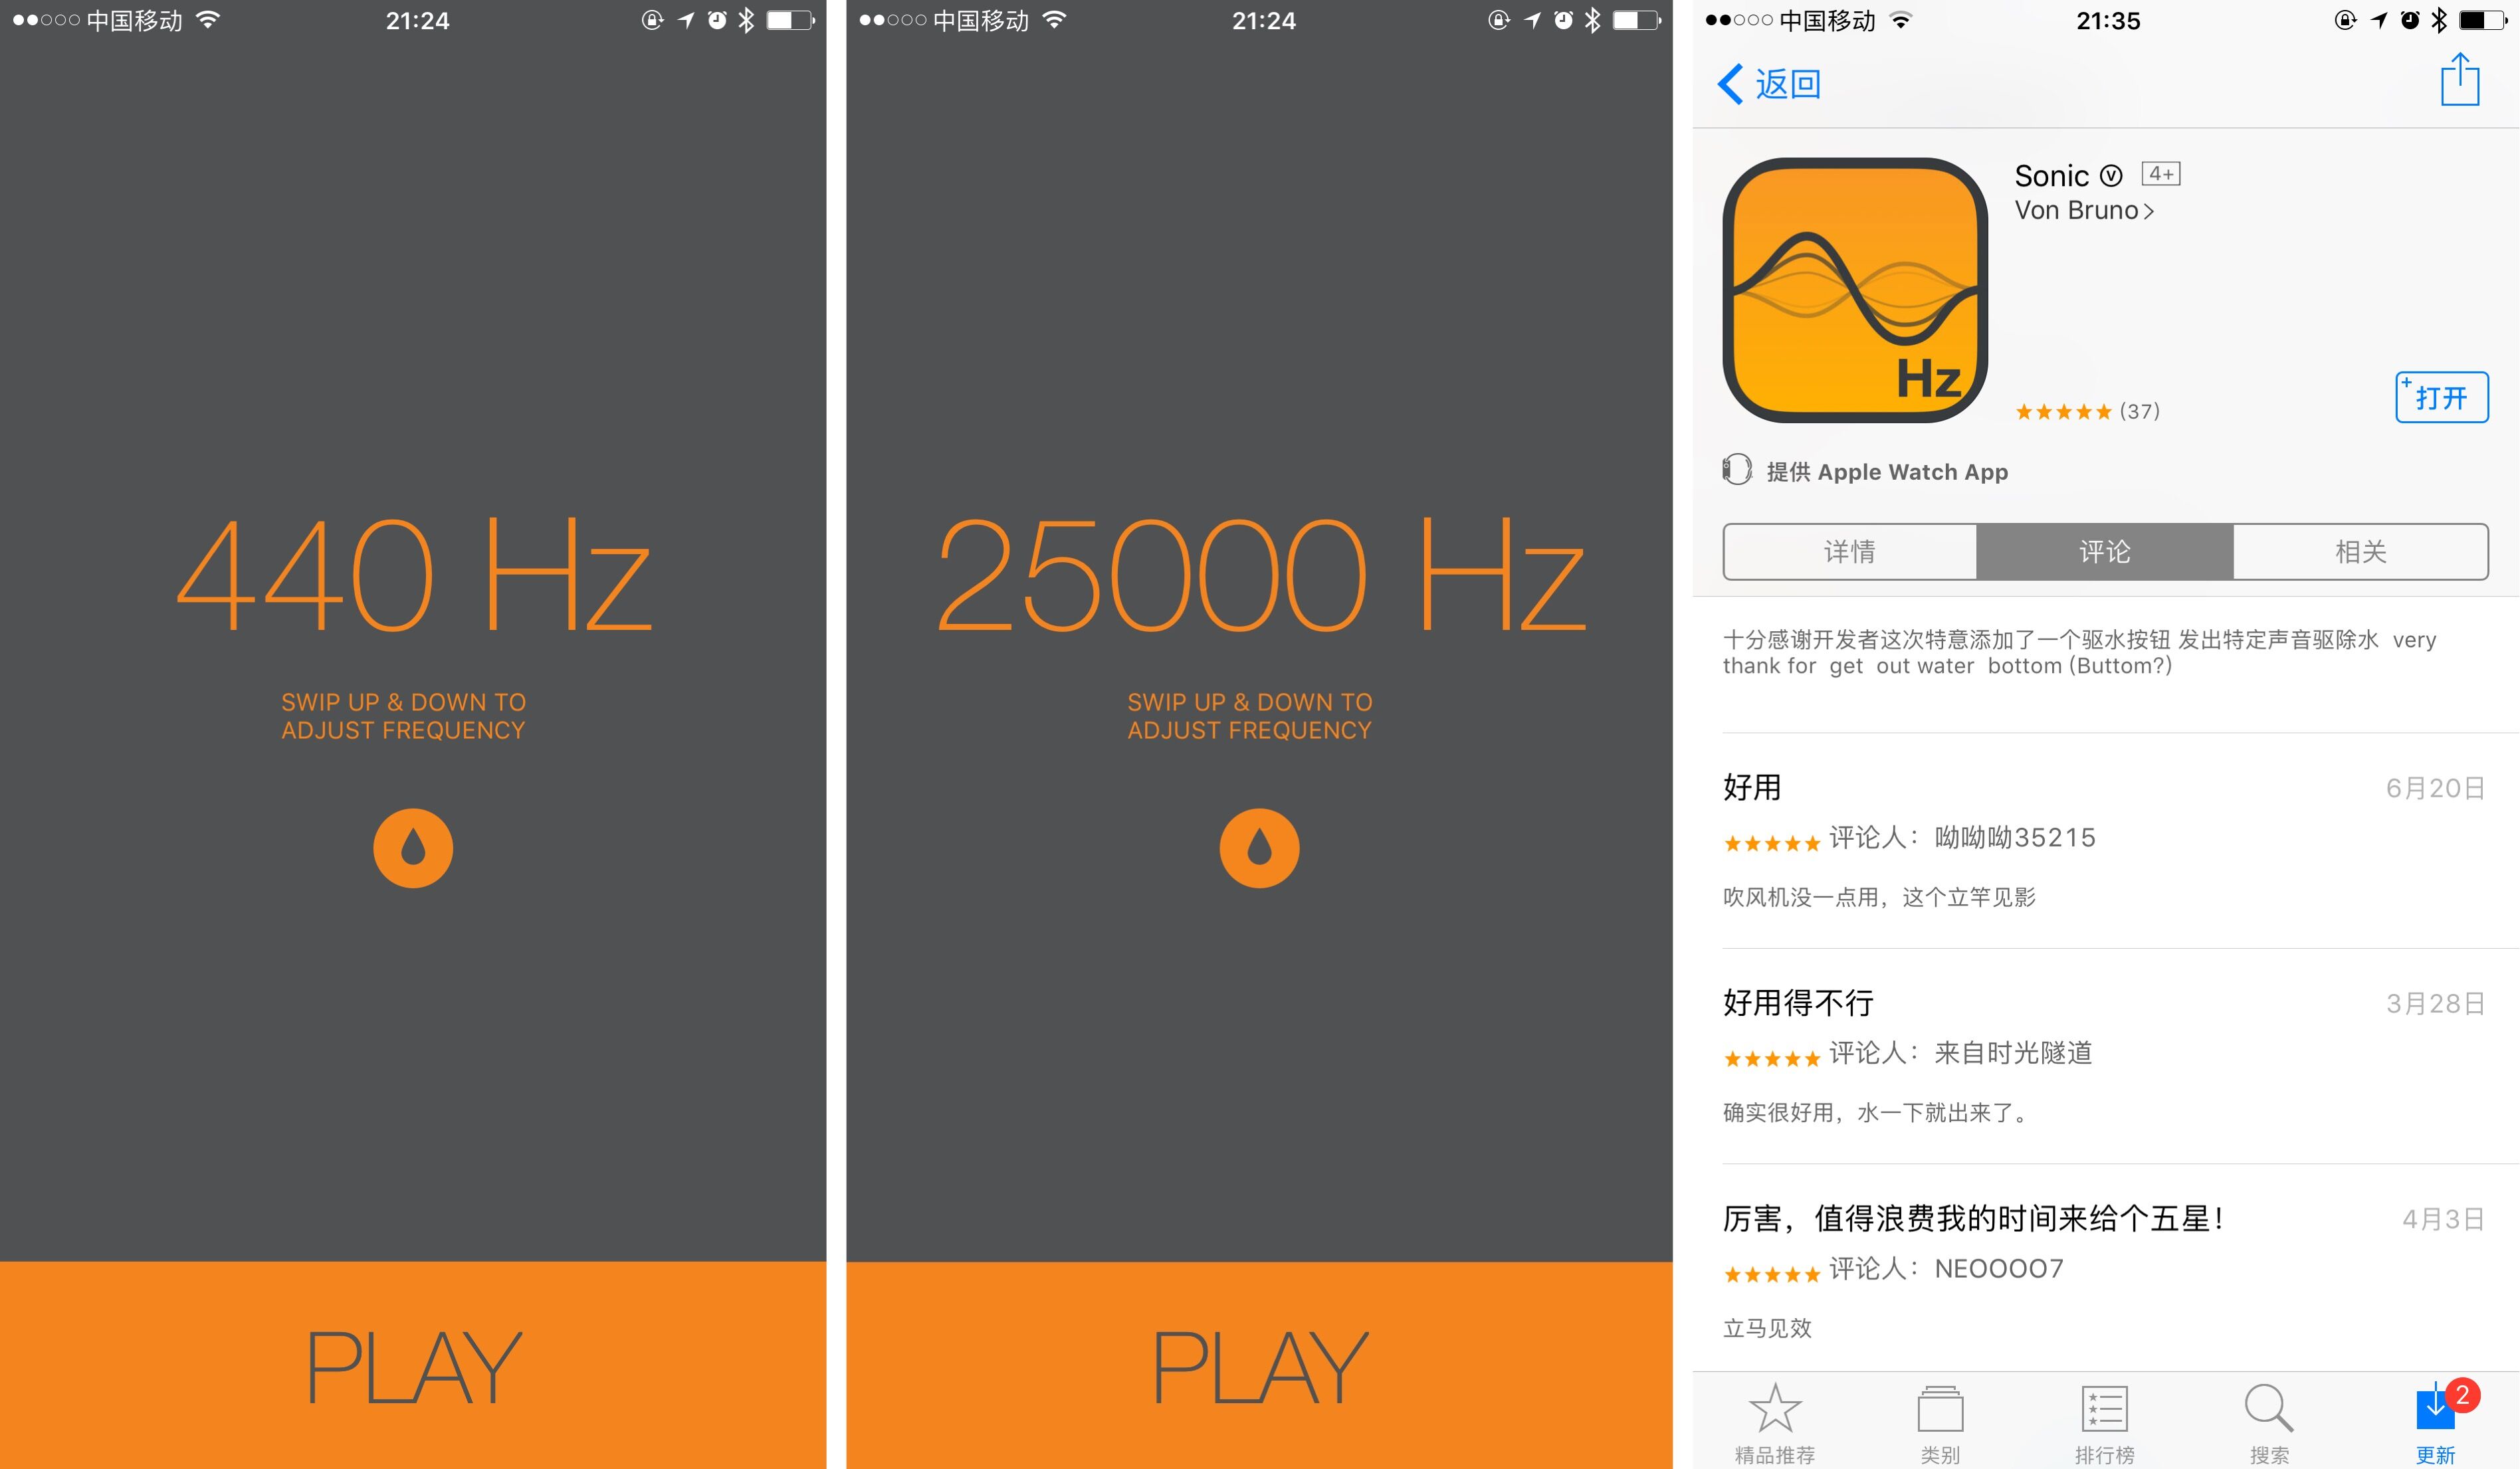 中国移动 21:24
440 Hz
SWIP UP & DOWN TO
ADJUST FREQUENCY
PLAY
中国移动 21:24
25000 Hz
SWIP UP & DOWN TO
ADJUST FREQUENCY
PLAY
中国移动 21:35
返回
Hz
Sonic Ⓥ 4+
Von Bruno
★★★★★ (37)
+打开
提供 Apple Watch App
详情 评论 相关
十分感谢开发者这次特意添加了一个驱水按钮 发出特定声音驱除水 very
thank for get out water bottom (Buttom?)
好用 6月20日
★★★★★ 评论人：呦呦呦35215
吹风机没一点用，这个立竿见影
好用得不行 3月28日
★★★★★ 评论人：来自时光隧道
确实很好用，水一下就出来了。
厉害，值得浪费我的时间来给个五星！ 4月3日
★★★★★ 评论人：NEOOOO7
立马见效
2
精品推荐 类别 排行榜 搜索 更新